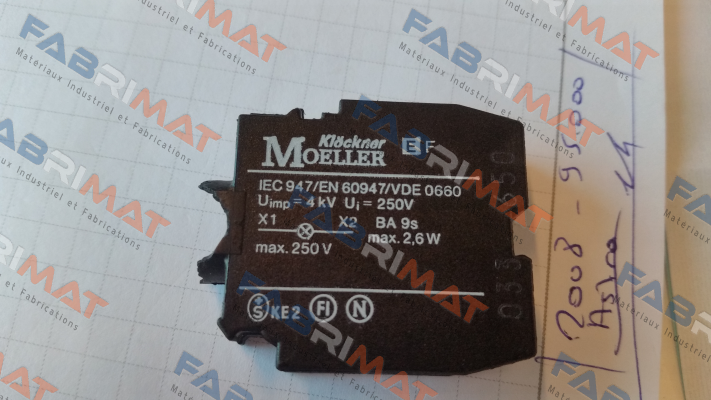 Klöckner
MOELLER EF
IEC 947/EN 60947/VDE 0660
Uimp = 4 kV Ui = 250V
X1 X2 BA 9s
max. 250 V max. 2,6 W
S KE 2 FI N
033
FABRIMAT
Materiaux Industriel et Fabrications
2008 -